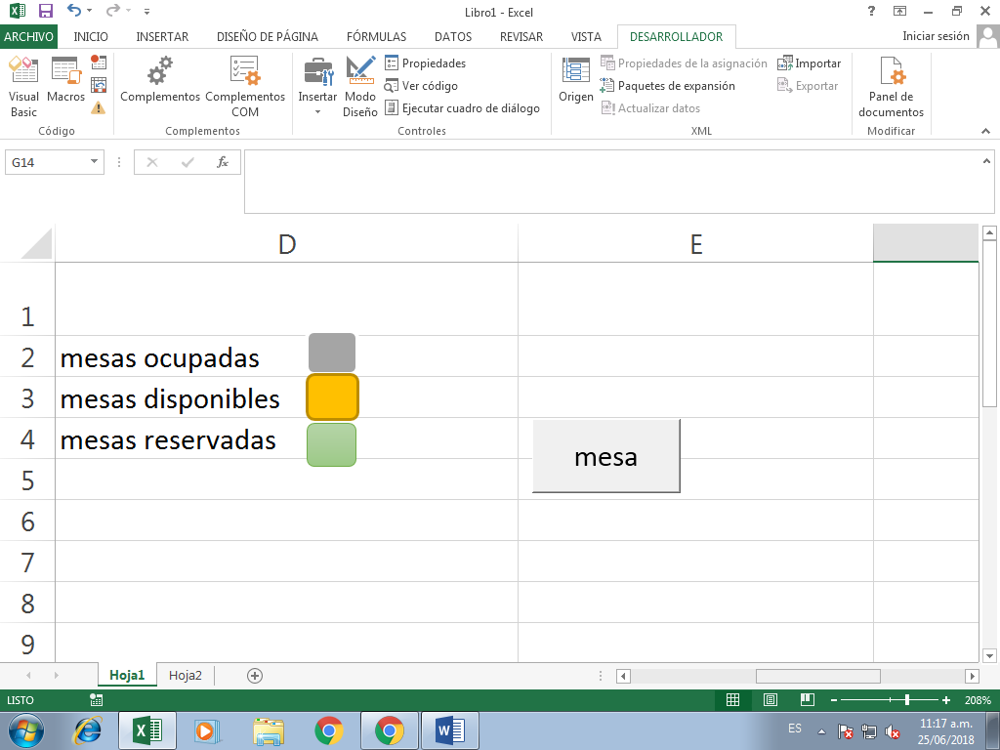 Libro1 - Excel
ARCHIVO INICIO INSERTAR DISEÑO DE PÁGINA FÓRMULAS DATOS REVISAR VISTA DESARROLLADOR Iniciar sesión
Visual Basic
Macros
Código
Complementos
Complementos COM
Complementos
Insertar
Modo Diseño
Propiedades
Ver código
Ejecutar cuadro de diálogo
Controles
Origen
Propiedades de la asignación
Paquetes de expansión
Actualizar datos
Importar
Exportar
XML
Panel de documentos
Modificar
G14 fx
D E
1
2 mesas ocupadas
3 mesas disponibles
4 mesas reservadas
mesa
5
6
7
8
9
Hoja1 Hoja2
LISTO 208%
ES 11:17 a.m.
25/06/2018